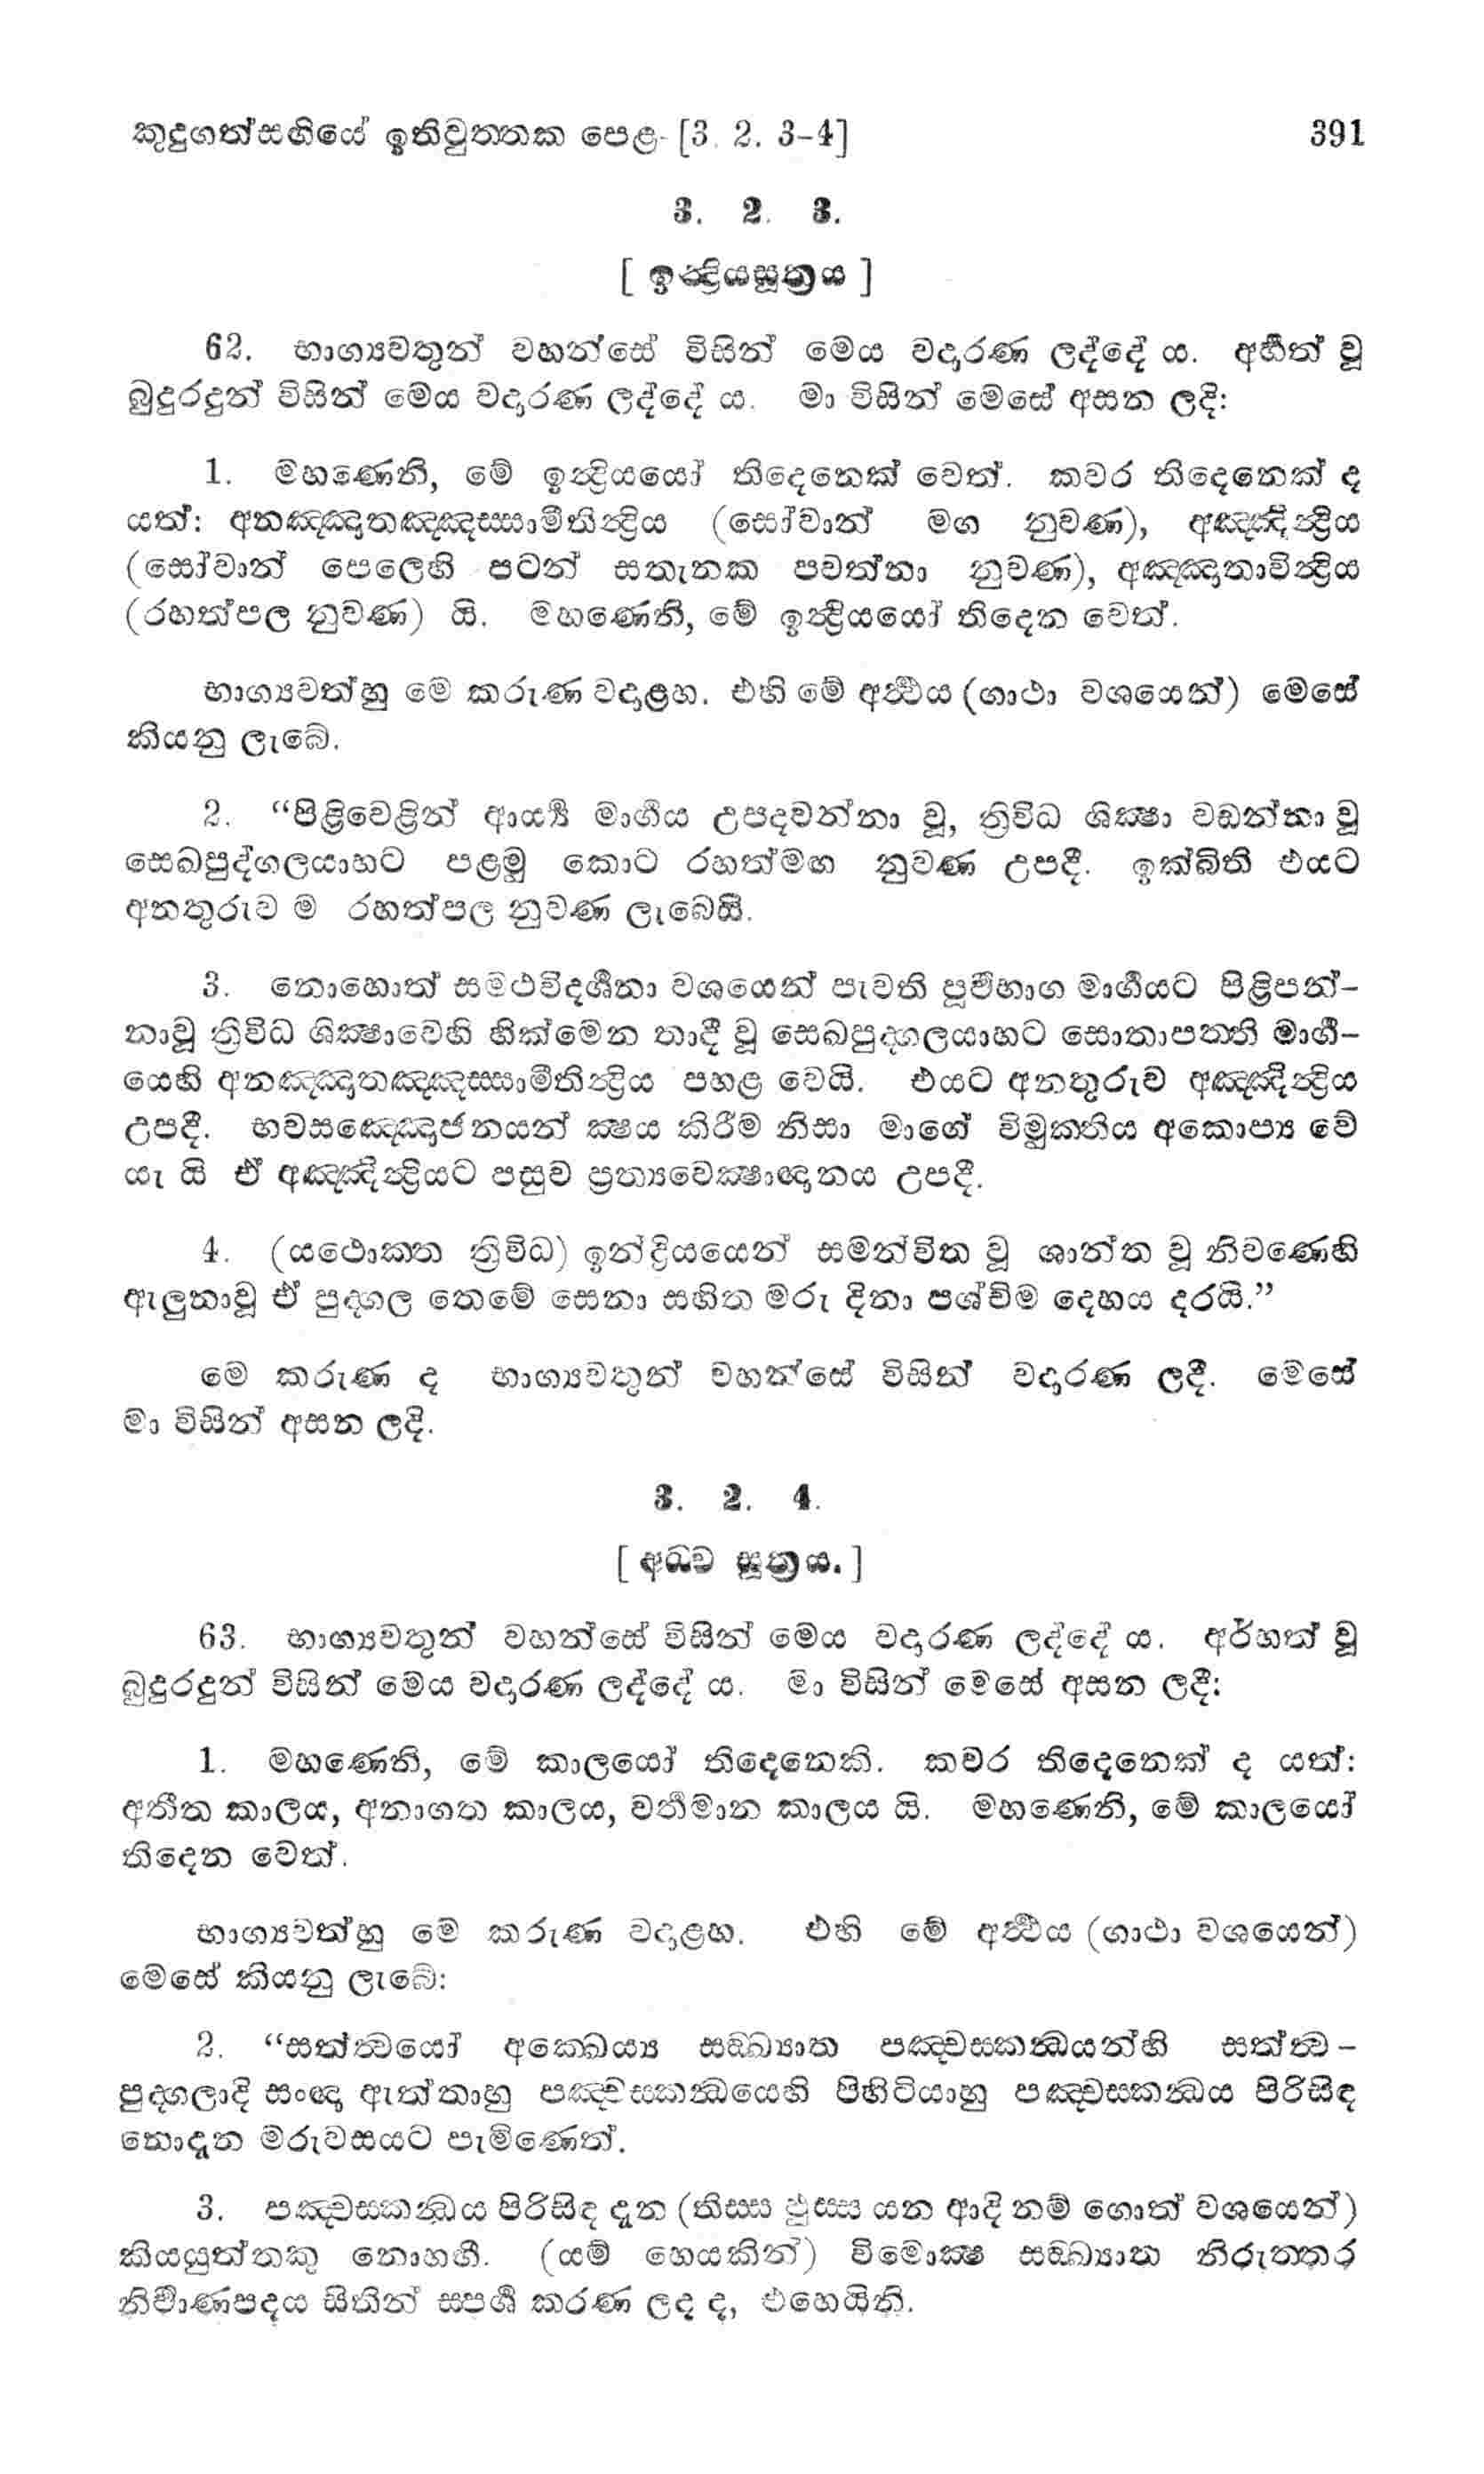 කුදුගත්සඟියේ ඉතිවුත්තක පෙළ- [3. 2. 3-4] 391
3. 2. 3.
[ ඉන්‍ද්‍රියසූත්‍රය ]
62. භාග්‍යවතුන් වහන්සේ විසින් මෙය වදාරණ ලද්දේ ය. අර්‍හත් වූ
බුදුරදුන් විසින් මෙය වදාරණ ලද්දේ ය. මා විසින් මෙසේ අසන ලදි:
1. මහණෙනි, මේ ඉන්‍ද්‍රියයෝ තිදෙනෙක් වෙත්. කවර තිදෙනෙක් ද
යත්: අනඤ්ඤාතඤ්ඤස්සාමීතින්‍ද්‍රිය (සෝවාන් මග නුවණ), අඤ්ඤින්‍ද්‍රිය
(සෝවාන් පෙලෙහි පටන් සතැනක පවත්නා නුවණ), අඤ්ඤාතාවින්‍ද්‍රිය
(රහත්පල නුවණ) යි. මහණෙනි, මේ ඉන්‍ද්‍රියයෝ තිදෙන වෙත්.
භාග්‍යවත්හු මෙ කරුණ වදාළහ. එහි මේ අර්‍ත්‍ථය (ගාථා වශයෙන්) මෙසේ
කියනු ලැබේ.
2. “පිළිවෙළින් ආර්‍ය්‍ය මාර්‍ගය උපදවන්නා වූ, ත්‍රිවිධ ශික්‍ෂා වඩන්නා වූ
සෙඛපුද්ගලයාහට පළමු කොට රහත්මඟ නුවණ උපදී. ඉක්බිති එයට
අනතුරුව ම රහත්පල නුවණ ලැබෙයි.
3. නොහොත් සමථවිදර්‍ශනා වශයෙන් පැවති පූර්‍වභාග මාර්‍ගයට පිළිපන්-
නාවූ ත්‍රිවිධ ශික්‍ෂාවෙහි හික්මෙන තාදී වූ සෙඛපුද්ගලයාහට සොතාපත්ති මාර්‍ග-
යෙහි අනඤ්ඤාතඤ්ඤස්සාමීතින්‍ද්‍රිය පහළ වෙයි. එයට අනතුරුව අඤ්ඤින්‍ද්‍රිය
උපදී. භවසඤ්ඤොජනයන් ක්‍ෂය කිරීම නිසා මාගේ විමුක්තිය අකොප්‍ය වේ
යැ යි ඒ අඤ්ඤින්‍ද්‍රියට පසුව ප්‍රත්‍යවෙක්‍ෂාඥානය උපදී.
4. (යථොක්ත ත්‍රිවිධ) ඉන්ද්‍රියයෙන් සමන්විත වූ ශාන්ත වූ නිවණෙහි
ඇලුනාවූ ඒ පුද්ගල තෙමේ සෙනා සහිත මරු දිනා පශ්චිම දෙහය දරයි.”
මෙ කරුණ ද භාග්‍යවතුන් වහන්සේ විසින් වදාරණ ලදී. මෙසේ
මා විසින් අසන ලදි.
3. 2. 4.
[ අද්ධව සූත්‍රය. ]
63. භාග්‍යවතුන් වහන්සේ විසින් මෙය වදාරණ ලද්දේ ය. අර්හත් වූ
බුදුරදුන් විසින් මෙය වදාරණ ලද්දේ ය. මා විසින් මෙසේ අසන ලදී:
1. මහණෙනි, මේ කාලයෝ තිදෙනෙකි. කවර තිදෙනෙක් ද යත්:
අතීත කාලය, අනාගත කාලය, වර්‍තමාන කාලය යි. මහණෙනි, මේ කාලයෝ
තිදෙන වෙත්.
භාග්‍යවත්හු මෙ කරුණ වදාළහ. එහි මේ අර්‍ත්‍ථය (ගාථා වශයෙන්)
මෙසේ කියනු ලැබේ:
2. “සත්ත්‍වයෝ අක්ඛෙය්‍ය සඞ්ඛ්‍යාත පඤ්චස්කන්‍ධයන්හි සත්ත්‍ව-
පුද්ගලාදි සංඥා ඇත්තාහු පඤ්චස්කන්‍ධයෙහි පිහිටියාහු පඤ්චස්කන්‍ධය පිරිසිඳ
නොදැන මරුවසයට පැමිණෙත්.
3. පඤ්චස්කන්‍ධය පිරිසිඳ දැන (තිස්ස ඵුස්ස යන ආදි නම් ගොත් වශයෙන්)
කියයුත්තකු නොහඟී. (යම් හෙයකින්) විමොක්‍ෂ සඞ්ඛ්‍යාත නිරුත්තර
නිර්‍වාණපදය සිතින් ස්පර්‍ශ කරණ ලද ද, එහෙයිනි.